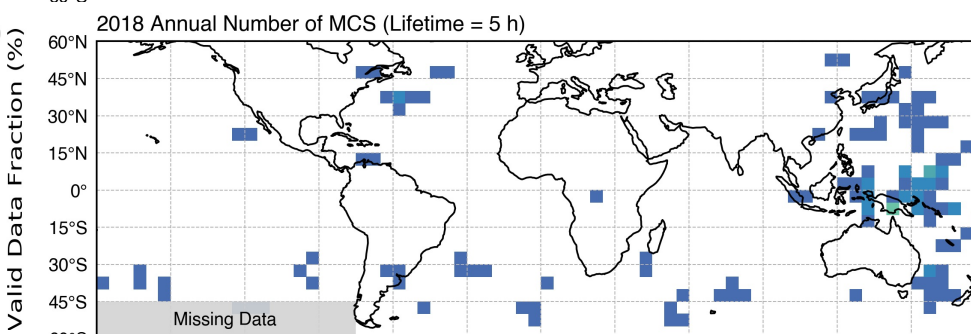 2018 Annual Number of MCS (Lifetime = 5 h)
Valid Data Fraction (%)
60°N
45°N
30°N
15°N
0°
15°S
30°S
45°S
Missing Data